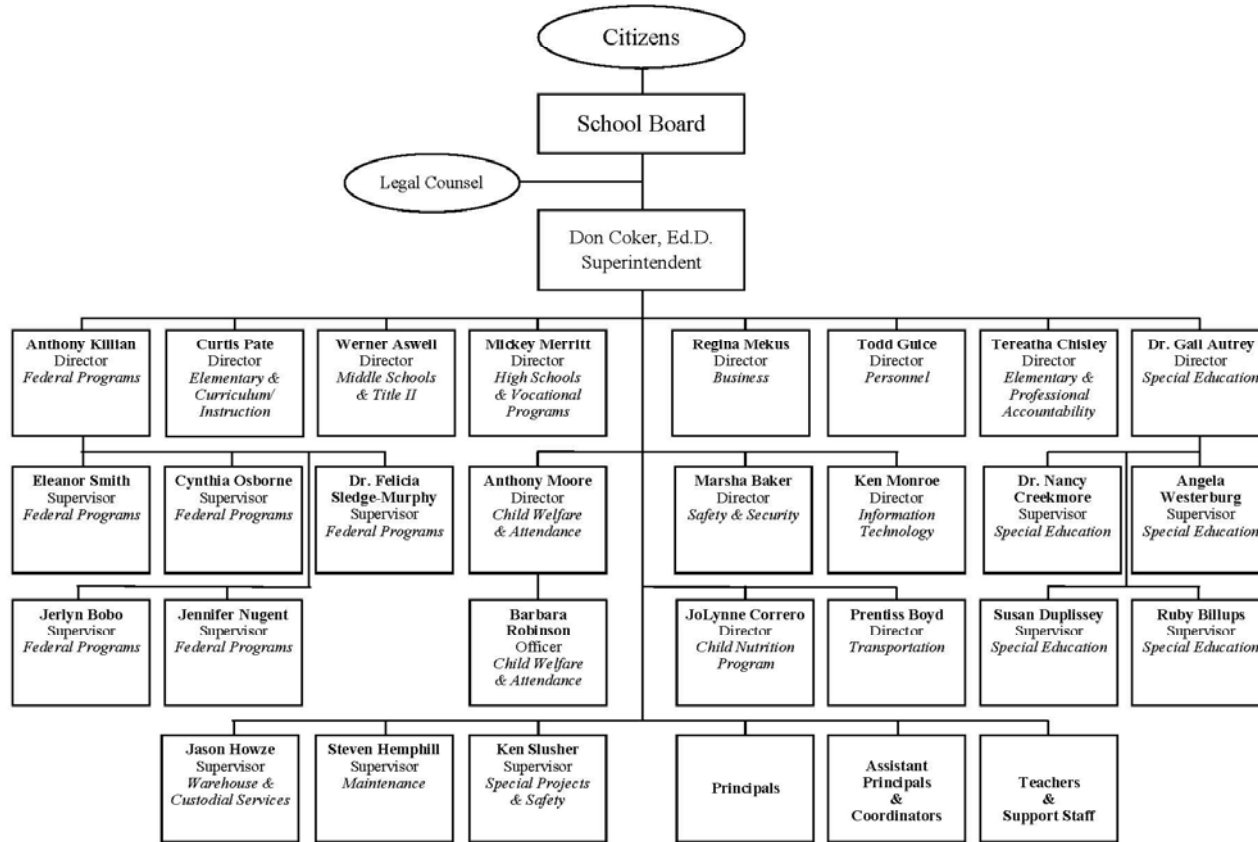 Citizens
School Board
Legal Counsel
Don Coker, Ed.D.
Superintendent
Anthony Killian
Director
Federal Programs
Curtis Pate
Director
Elementary &
Curriculum/
Instruction
Werner Aswell
Director
Middle Schools
& Title II
Mickey Merritt
Director
High Schools
& Vocational
Programs
Regina Mekus
Director
Business
Todd Guice
Director
Personnel
Tereatha Chisley
Director
Elementary &
Professional
Accountability
Dr. Gail Autrey
Director
Special Education
Eleanor Smith
Supervisor
Federal Programs
Cynthia Osborne
Supervisor
Federal Programs
Dr. Felicia
Sledge-Murphy
Supervisor
Federal Programs
Anthony Moore
Director
Child Welfare
& Attendance
Marsha Baker
Director
Safety & Security
Ken Monroe
Director
Information
Technology
Dr. Nancy
Creekmore
Supervisor
Special Education
Angela
Westerburg
Supervisor
Special Education
Jerlyn Bobo
Supervisor
Federal Programs
Jennifer Nugent
Supervisor
Federal Programs
Barbara
Robinson
Officer
Child Welfare
& Attendance
JoLynne Correro
Director
Child Nutrition
Program
Prentiss Boyd
Director
Transportation
Susan Duplissey
Supervisor
Special Education
Ruby Billups
Supervisor
Special Education
Jason Howze
Supervisor
Warehouse &
Custodial Services
Steven Hemphill
Supervisor
Maintenance
Ken Slusher
Supervisor
Special Projects
& Safety
Principals
Assistant
Principals
&
Coordinators
Teachers
&
Support Staff